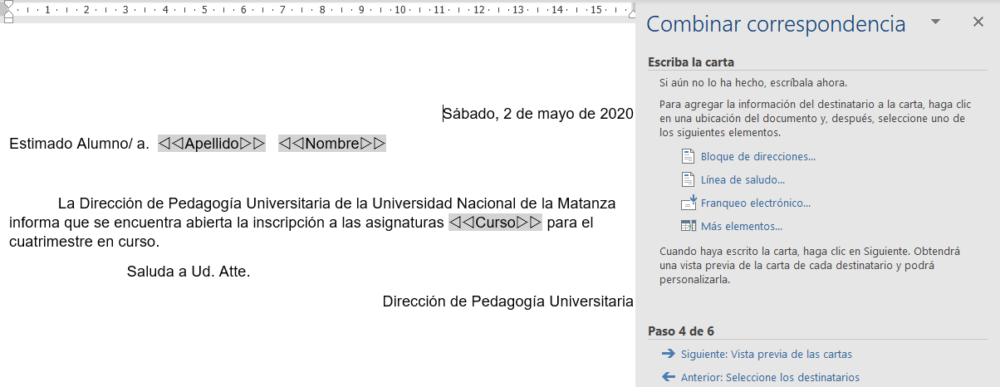 1 2 3 4 5 6 7 8 9 10 11 12 13 14 15
Sábado, 2 de mayo de 2020
Estimado Alumno/ a. ◁◁Apellido▷▷ ◁◁Nombre▷▷
La Dirección de Pedagogía Universitaria de la Universidad Nacional de la Matanza
informa que se encuentra abierta la inscripción a las asignaturas ◁◁Curso▷▷ para el
cuatrimestre en curso.
Saluda a Ud. Atte.
Dirección de Pedagogía Universitaria
Combinar correspondencia
Escriba la carta
Si aún no lo ha hecho, escríbala ahora.
Para agregar la información del destinatario a la carta, haga clic
en una ubicación del documento y, después, seleccione uno de
los siguientes elementos.
Bloque de direcciones...
Línea de saludo...
Franqueo electrónico...
Más elementos...
Cuando haya escrito la carta, haga clic en Siguiente. Obtendrá
una vista previa de la carta de cada destinatario y podrá
personalizarla.
Paso 4 de 6
Siguiente: Vista previa de las cartas
Anterior: Seleccione los destinatarios